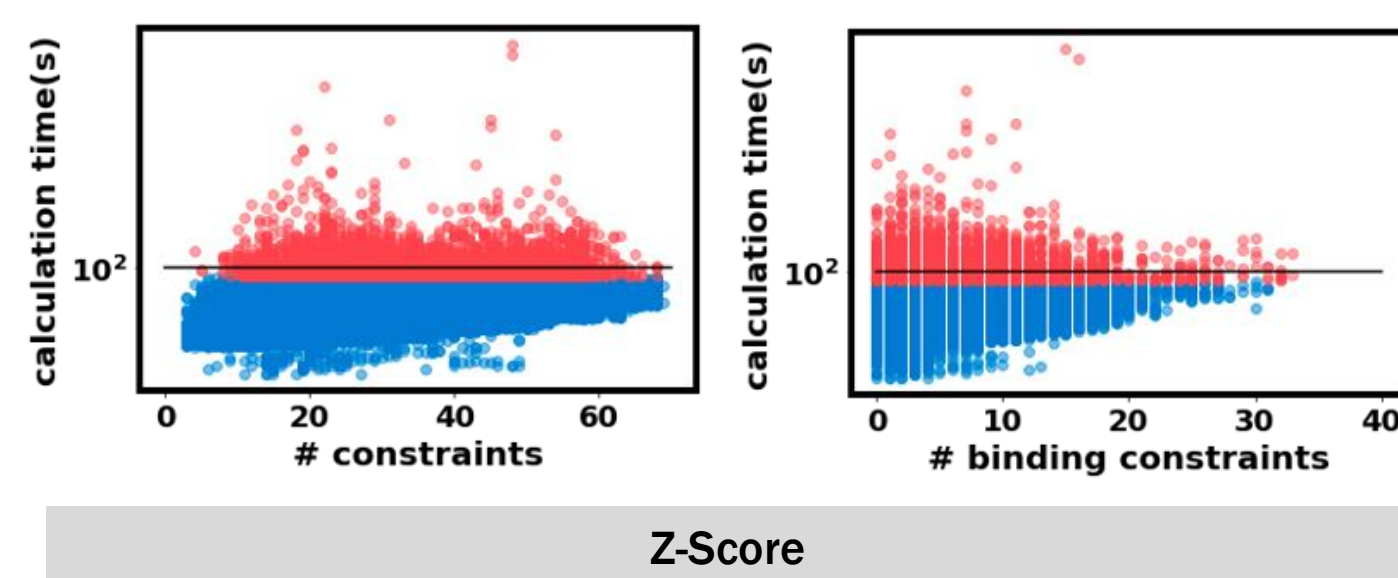 calculation time(s)
10²
0 20 40 60
# constraints
calculation time(s)
10²
0 10 20 30 40
# binding constraints
Z-Score